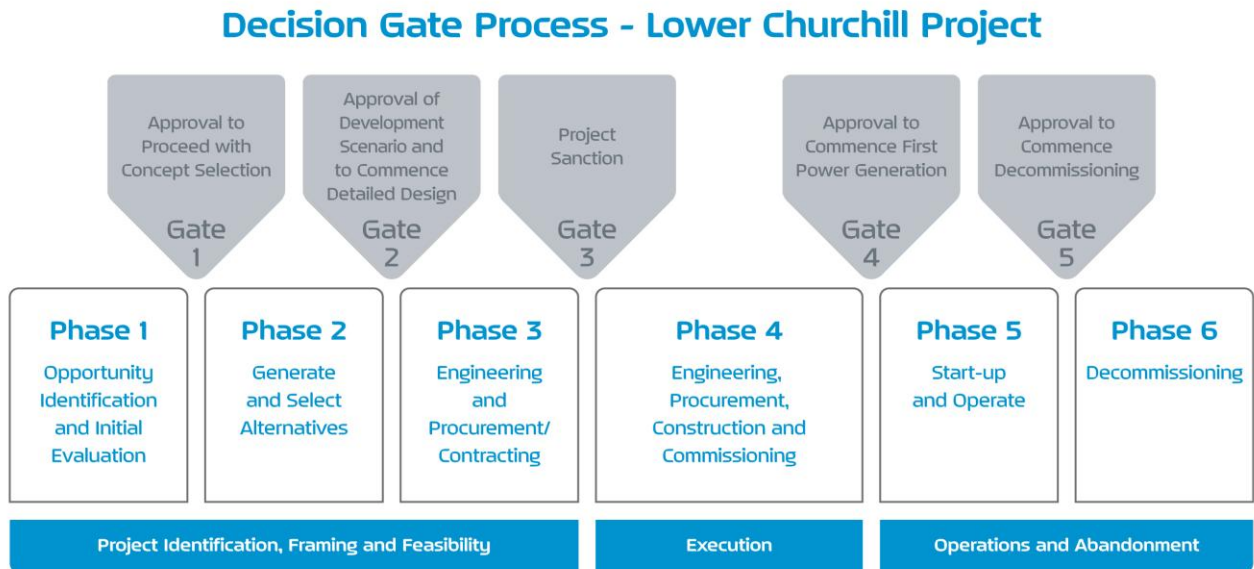 Decision Gate Process - Lower Churchill Project
Approval to
Proceed with
Concept Selection
Gate
1
Approval of
Development
Scenario and
to Commence
Detailed Design
Gate
2
Project
Sanction
Gate
3
Approval to
Commence First
Power Generation
Gate
4
Approval to
Commence
Decommissioning
Gate
5
Phase 1
Opportunity
Identification
and Initial
Evaluation
Phase 2
Generate
and Select
Alternatives
Phase 3
Engineering
and
Procurement/
Contracting
Phase 4
Engineering,
Procurement,
Construction and
Commissioning
Phase 5
Start-up
and Operate
Phase 6
Decommissioning
Project Identification, Framing and Feasibility
Execution
Operations and Abandonment